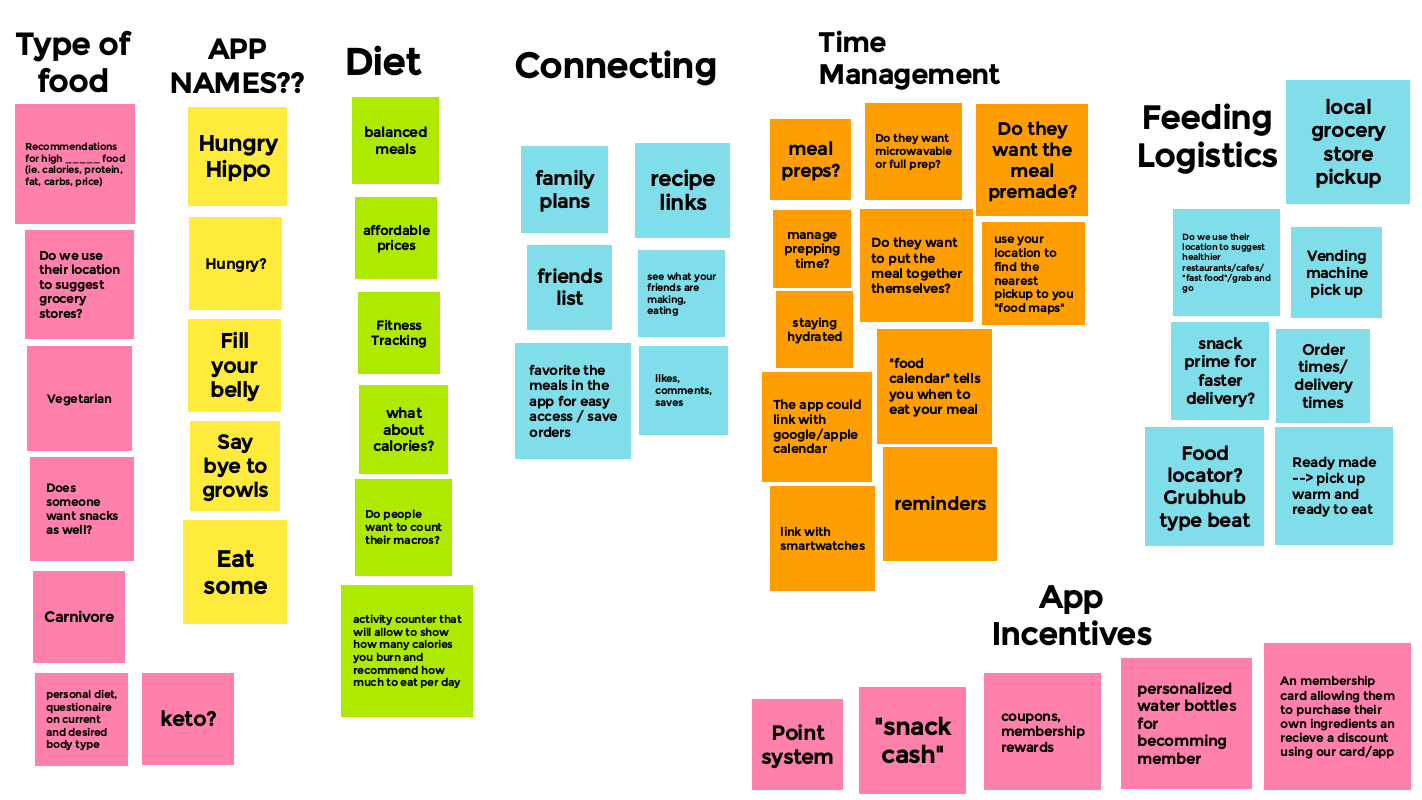 Type of
food
Recommendations
for high _____ food
(ie. calories, protein,
fat, carbs, price)
Do we use
their location
to suggest
grocery
stores?
Vegetarian
Does
someone
want snacks
as well?
Carnivore
personal diet,
questionaire
on current
and desired
body type
keto?
APP
NAMES??
Hungry
Hippo
Hungry?
Fill
your
belly
Say
bye to
growls
Eat
some
Diet
balanced
meals
affordable
prices
Fitness
Tracking
what
about
calories?
Do people
want to count
their macros?
activity counter that
will allow to show
how many calories
you burn and
recommend how
much to eat per day
Connecting
family
plans
recipe
links
friends
list
see what your
friends are
making,
eating
favorite the
meals in the
app for easy
access / save
orders
likes,
comments,
saves
Time
Management
meal
preps?
Do they want
microwavable
or full prep?
Do they
want the
meal
premade?
manage
prepping
time?
Do they want
to put the
meal together
themselves?
use your
location to
find the
nearest
pickup to you
"food maps"
staying
hydrated
"food
calendar" tells
you when to
eat your meal
The app could
link with
google/apple
calendar
reminders
link with
smartwatches
Feeding
Logistics
local
grocery
store
pickup
Do we use their
location to suggest
healthier
restaurants/cafes/
"fast food"/grab and
go
Vending
machine
pick up
snack
prime for
faster
delivery?
Order
times/
delivery
times
Food
locator?
Grubhub
type beat
Ready made
--> pick up
warm and
ready to eat
App
Incentives
Point
system
"snack
cash"
coupons,
membership
rewards
personalized
water bottles
for
becomming
member
An membership
card allowing them
to purchase their
own ingredients an
recieve a discount
using our card/app